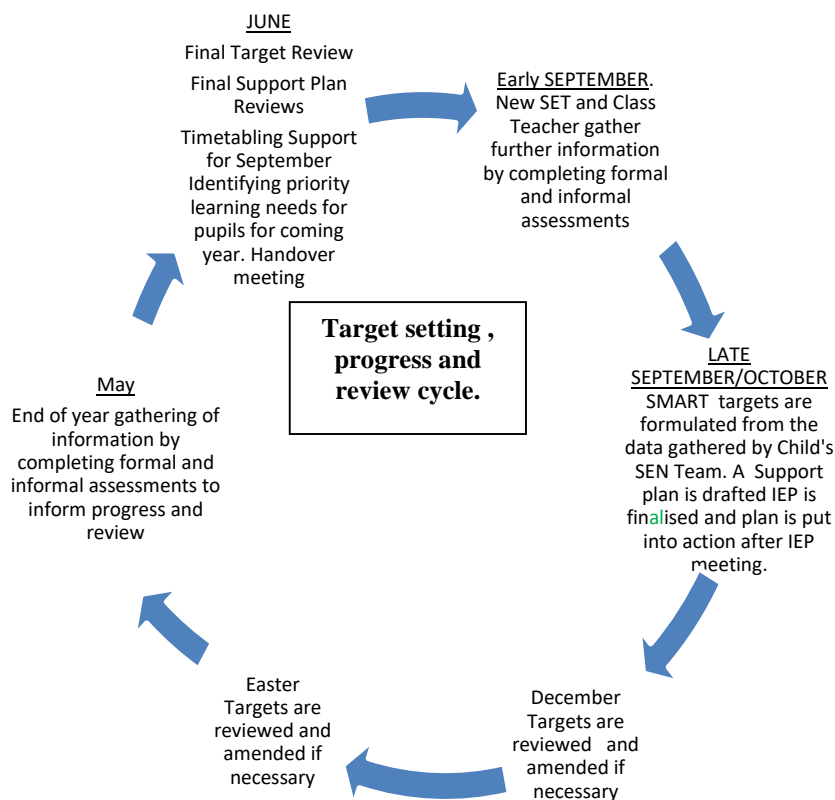 JUNE
Final Target Review
Final Support Plan
Reviews
Timetabling Support
for September
Identifying priority
learning needs for
pupils for coming
year. Handover
meeting
Early SEPTEMBER.
New SET and Class
Teacher gather
further information
by completing formal
and informal
assessments
LATE
SEPTEMBER/OCTOBER
SMART targets are
formulated from the
data gathered by Child's
SEN Team. A Support
plan is drafted IEP is
finalised and plan is put
into action after IEP
meeting.
December
Targets are
reviewed and
amended if
necessary
Easter
Targets are
reviewed and
amended if
necessary
May
End of year gathering of
information by
completing formal and
informal assessments to
inform progress and
review
Target setting ,
progress and
review cycle.